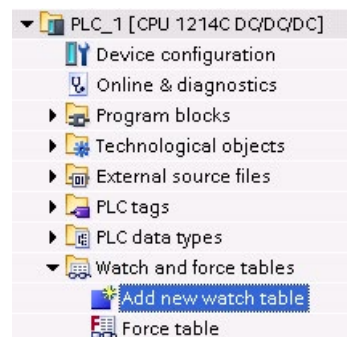 PLC_1 [CPU 1214C DC/DC/DC]
Device configuration
Online & diagnostics
Program blocks
Technological objects
External source files
PLC tags
PLC data types
Watch and force tables
Add new watch table
Force table